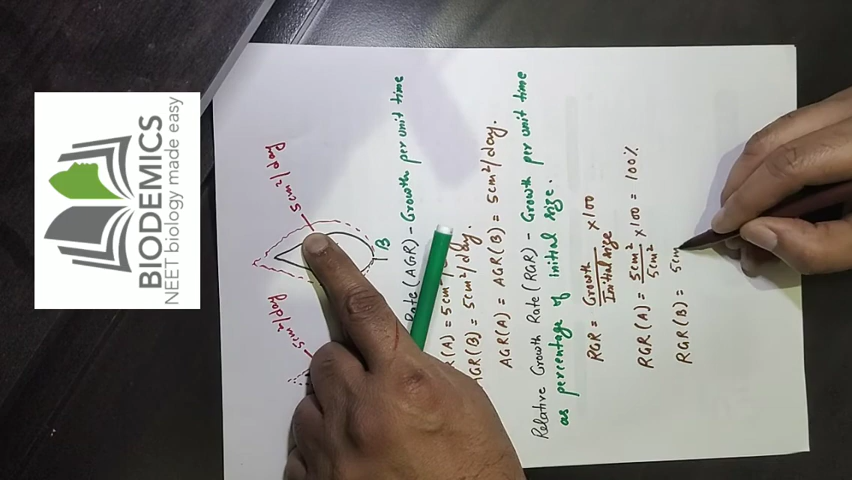 BIODEMICS
NEET biology made easy
5cm²/day
5cm²/day
B
Rate (AGR) - Growth per unit time
R(A) = 5cm²
GR(B) = 5cm²/day.
AGR(A) = AGR(B) = 5cm²/day.
Relative Growth Rate (RGR) - Growth per unit time
as percentage of initial size.
RGR = Growth / Initial size × 100
RGR(A) = 5cm² / 5cm² × 100 = 100%
RGR(B) = 5cm